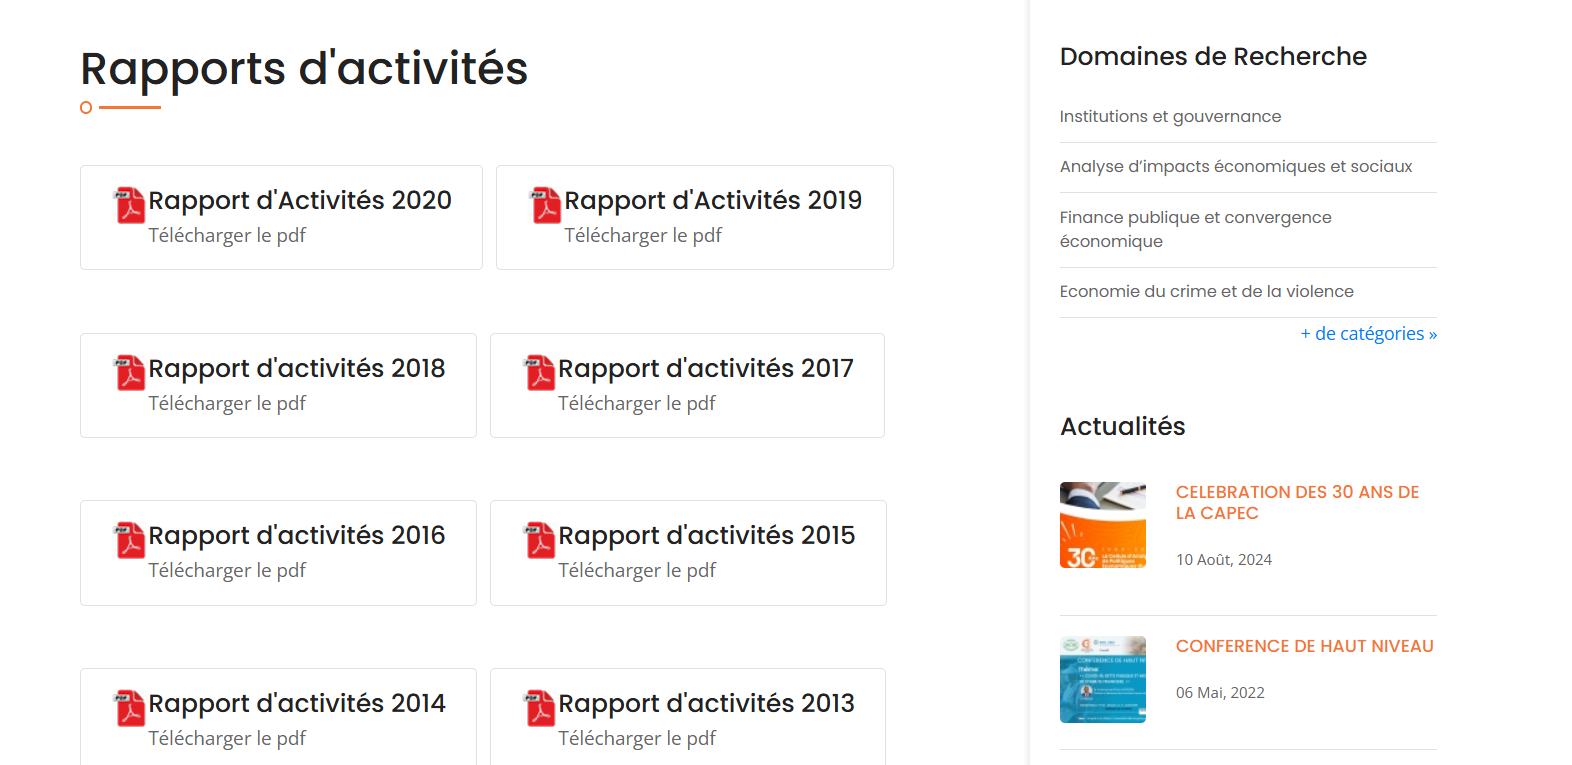 Rapports d'activités
Rapport d'Activités 2020
Télécharger le pdf
Rapport d'Activités 2019
Télécharger le pdf
Rapport d'activités 2018
Télécharger le pdf
Rapport d'activités 2017
Télécharger le pdf
Rapport d'activités 2016
Télécharger le pdf
Rapport d'activités 2015
Télécharger le pdf
Rapport d'activités 2014
Télécharger le pdf
Rapport d'activités 2013
Télécharger le pdf
Domaines de Recherche
Institutions et gouvernance
Analyse d’impacts économiques et sociaux
Finance publique et convergence
économique
Economie du crime et de la violence
+ de catégories »
Actualités
30
CELEBRATION DES 30 ANS DE
LA CAPEC
10 Août, 2024
CONFERENCE DE HAUT NIVEAU
06 Mai, 2022